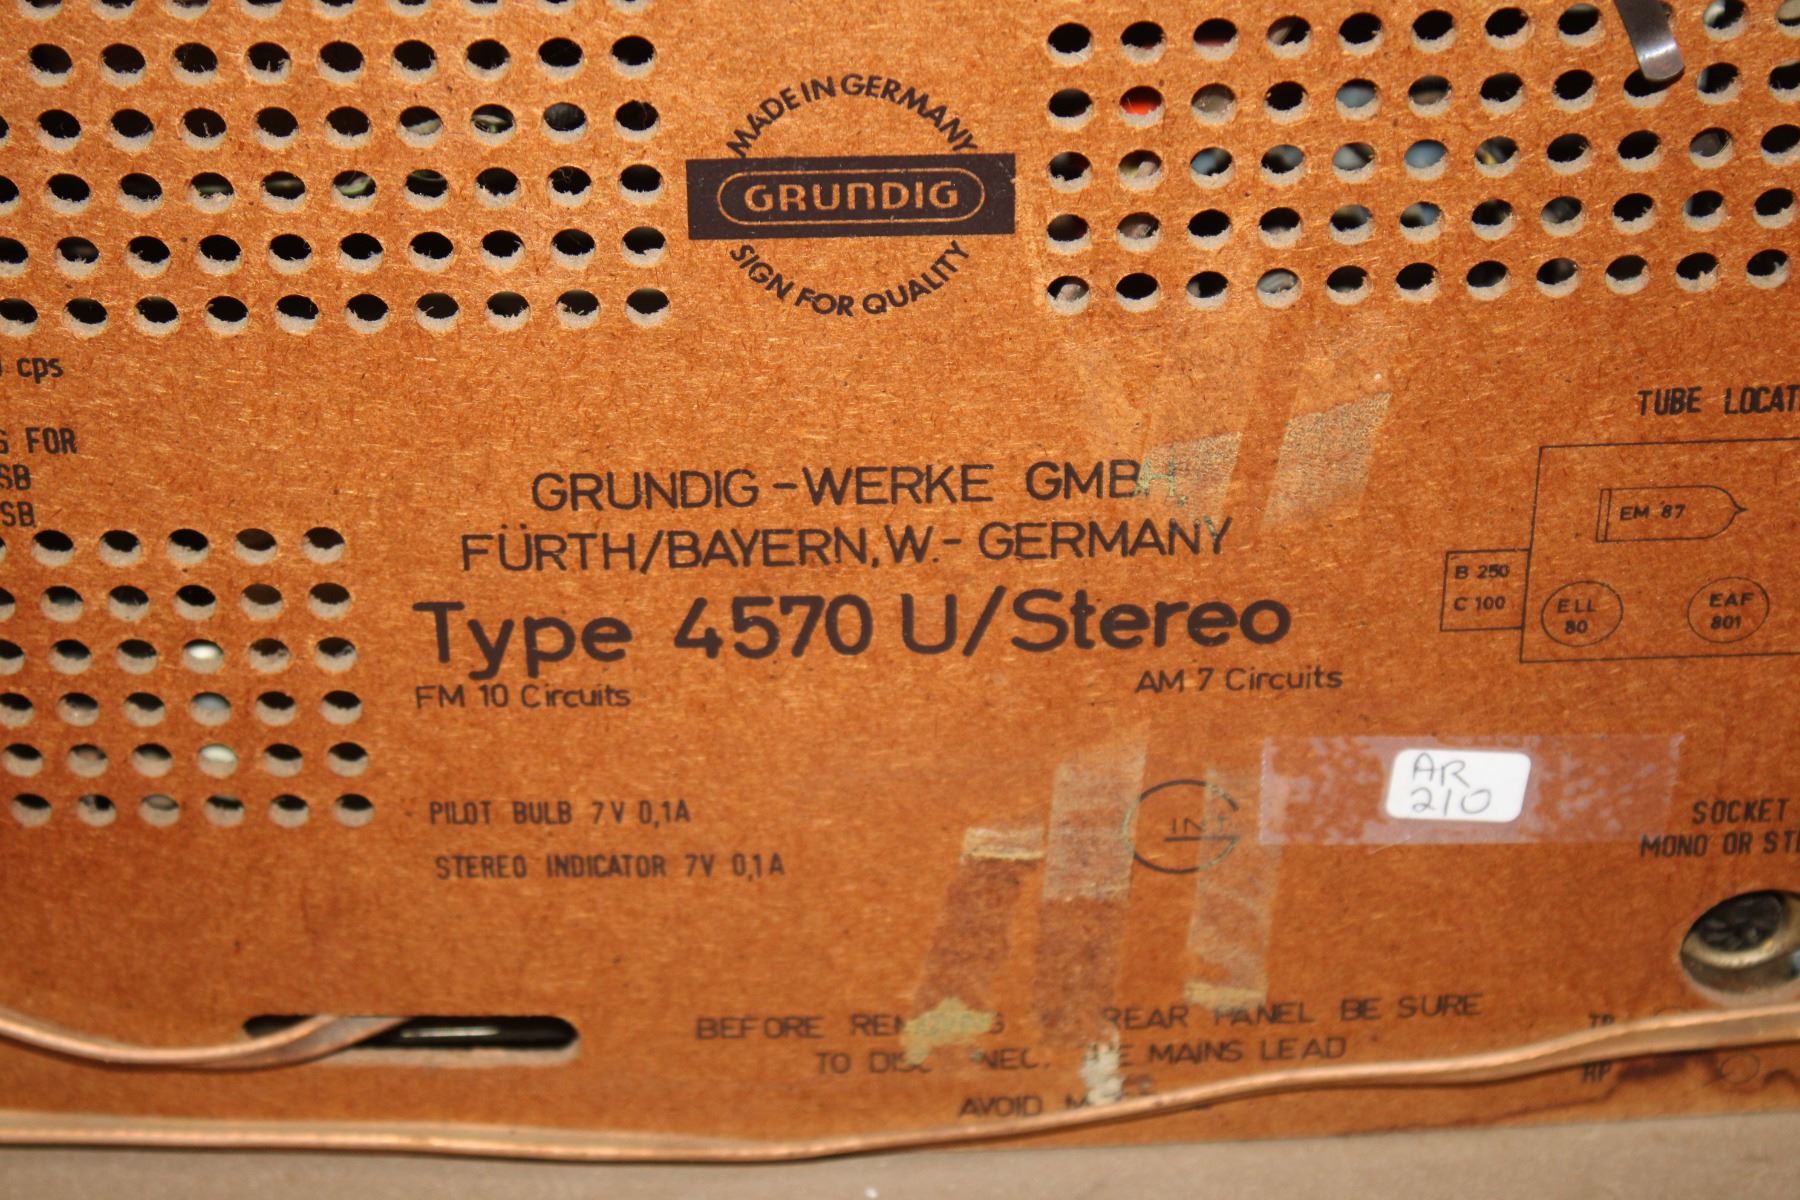 MADE IN GERMANY
GRUNDIG
SIGN FOR QUALITY
cps
FOR
SB
SB
TUBE LOCAT
GRUNDIG-WERKE GMBH.
FÜRTH/BAYERN, W.-GERMANY
Type 4570 U/Stereo
FM 10 Circuits
AM 7 Circuits
EM 87
B 250
C 100
ELL
80
EAF
801
PILOT BULB 7V 0,1A
STEREO INDICATOR 7V 0,1A
AR
210
SOCKET
MONO OR STE
BEFORE REAR PANEL BE SURE
TO MAINS LEAD
AVOID